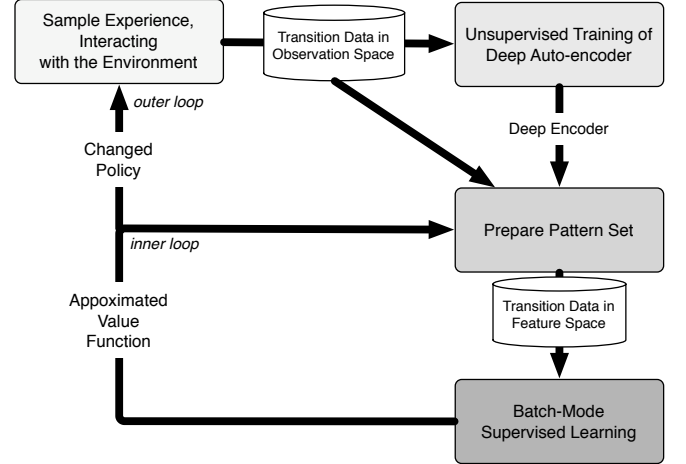 Sample Experience,
Interacting
with the Environment
Transition Data in
Observation Space
Unsupervised Training of
Deep Auto-encoder
outer loop
Deep Encoder
Changed
Policy
Prepare Pattern Set
inner loop
Appoximated
Value
Function
Transition Data in
Feature Space
Batch-Mode
Supervised Learning